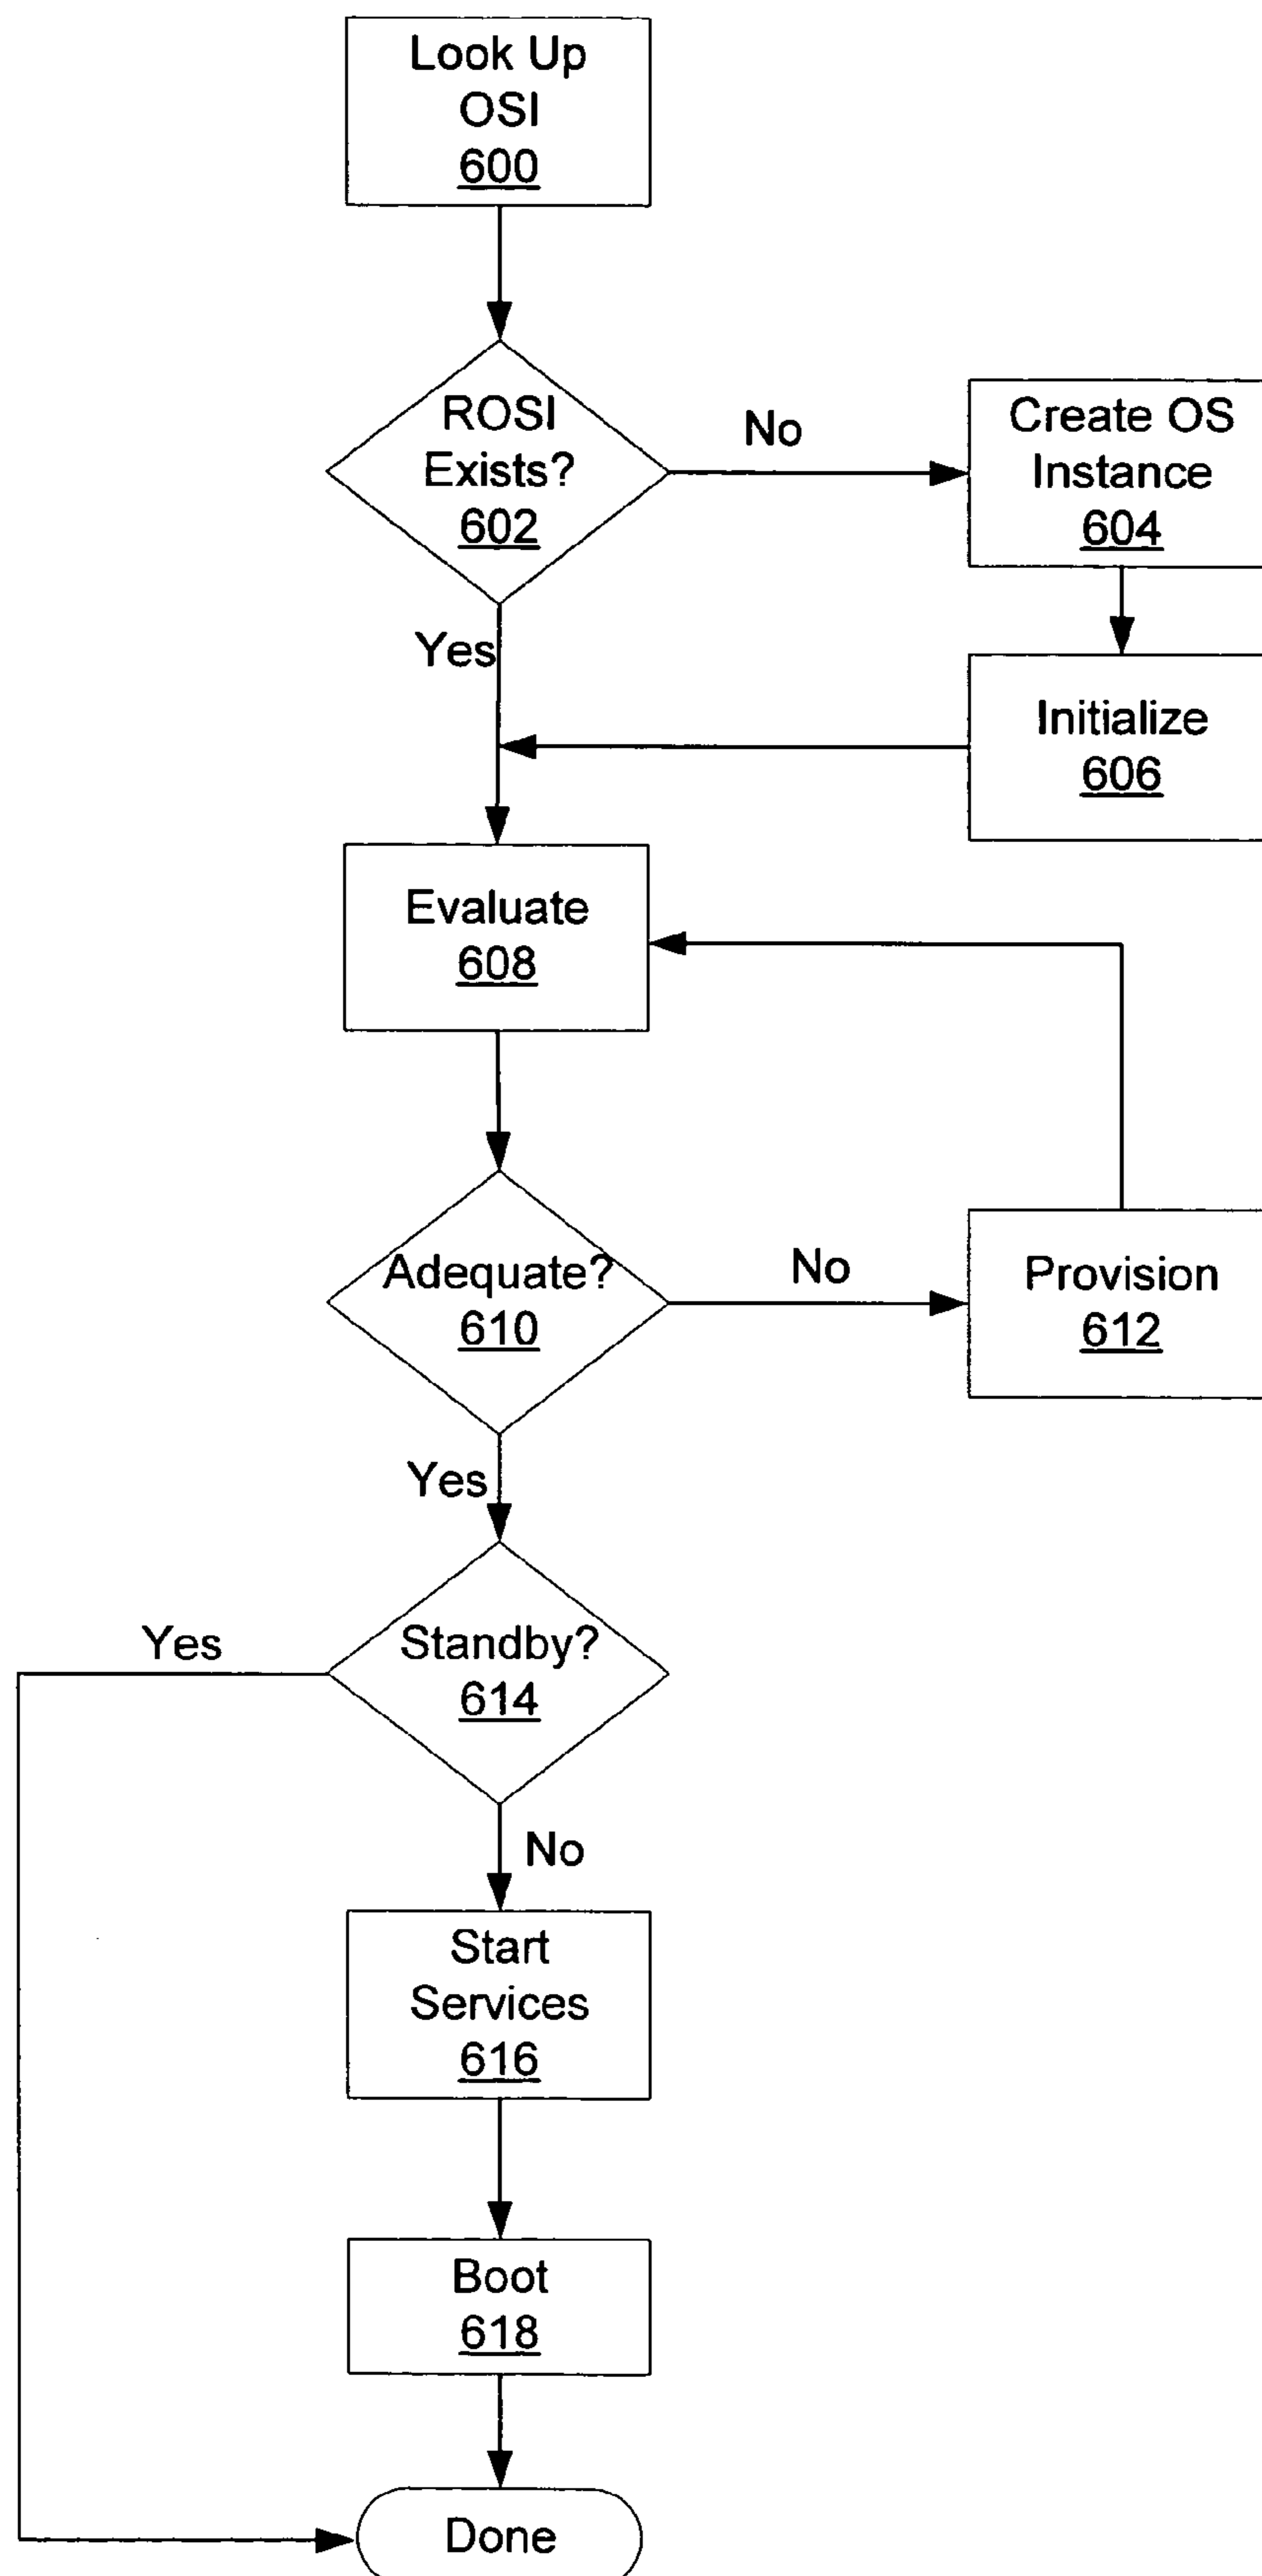 Look Up
OSI
600
ROSI
Exists?
602
No
Create OS
Instance
604
Yes
Initialize
606
Evaluate
608
Adequate?
610
No
Provision
612
Yes
Standby?
614
Yes
No
Start
Services
616
Boot
618
Done